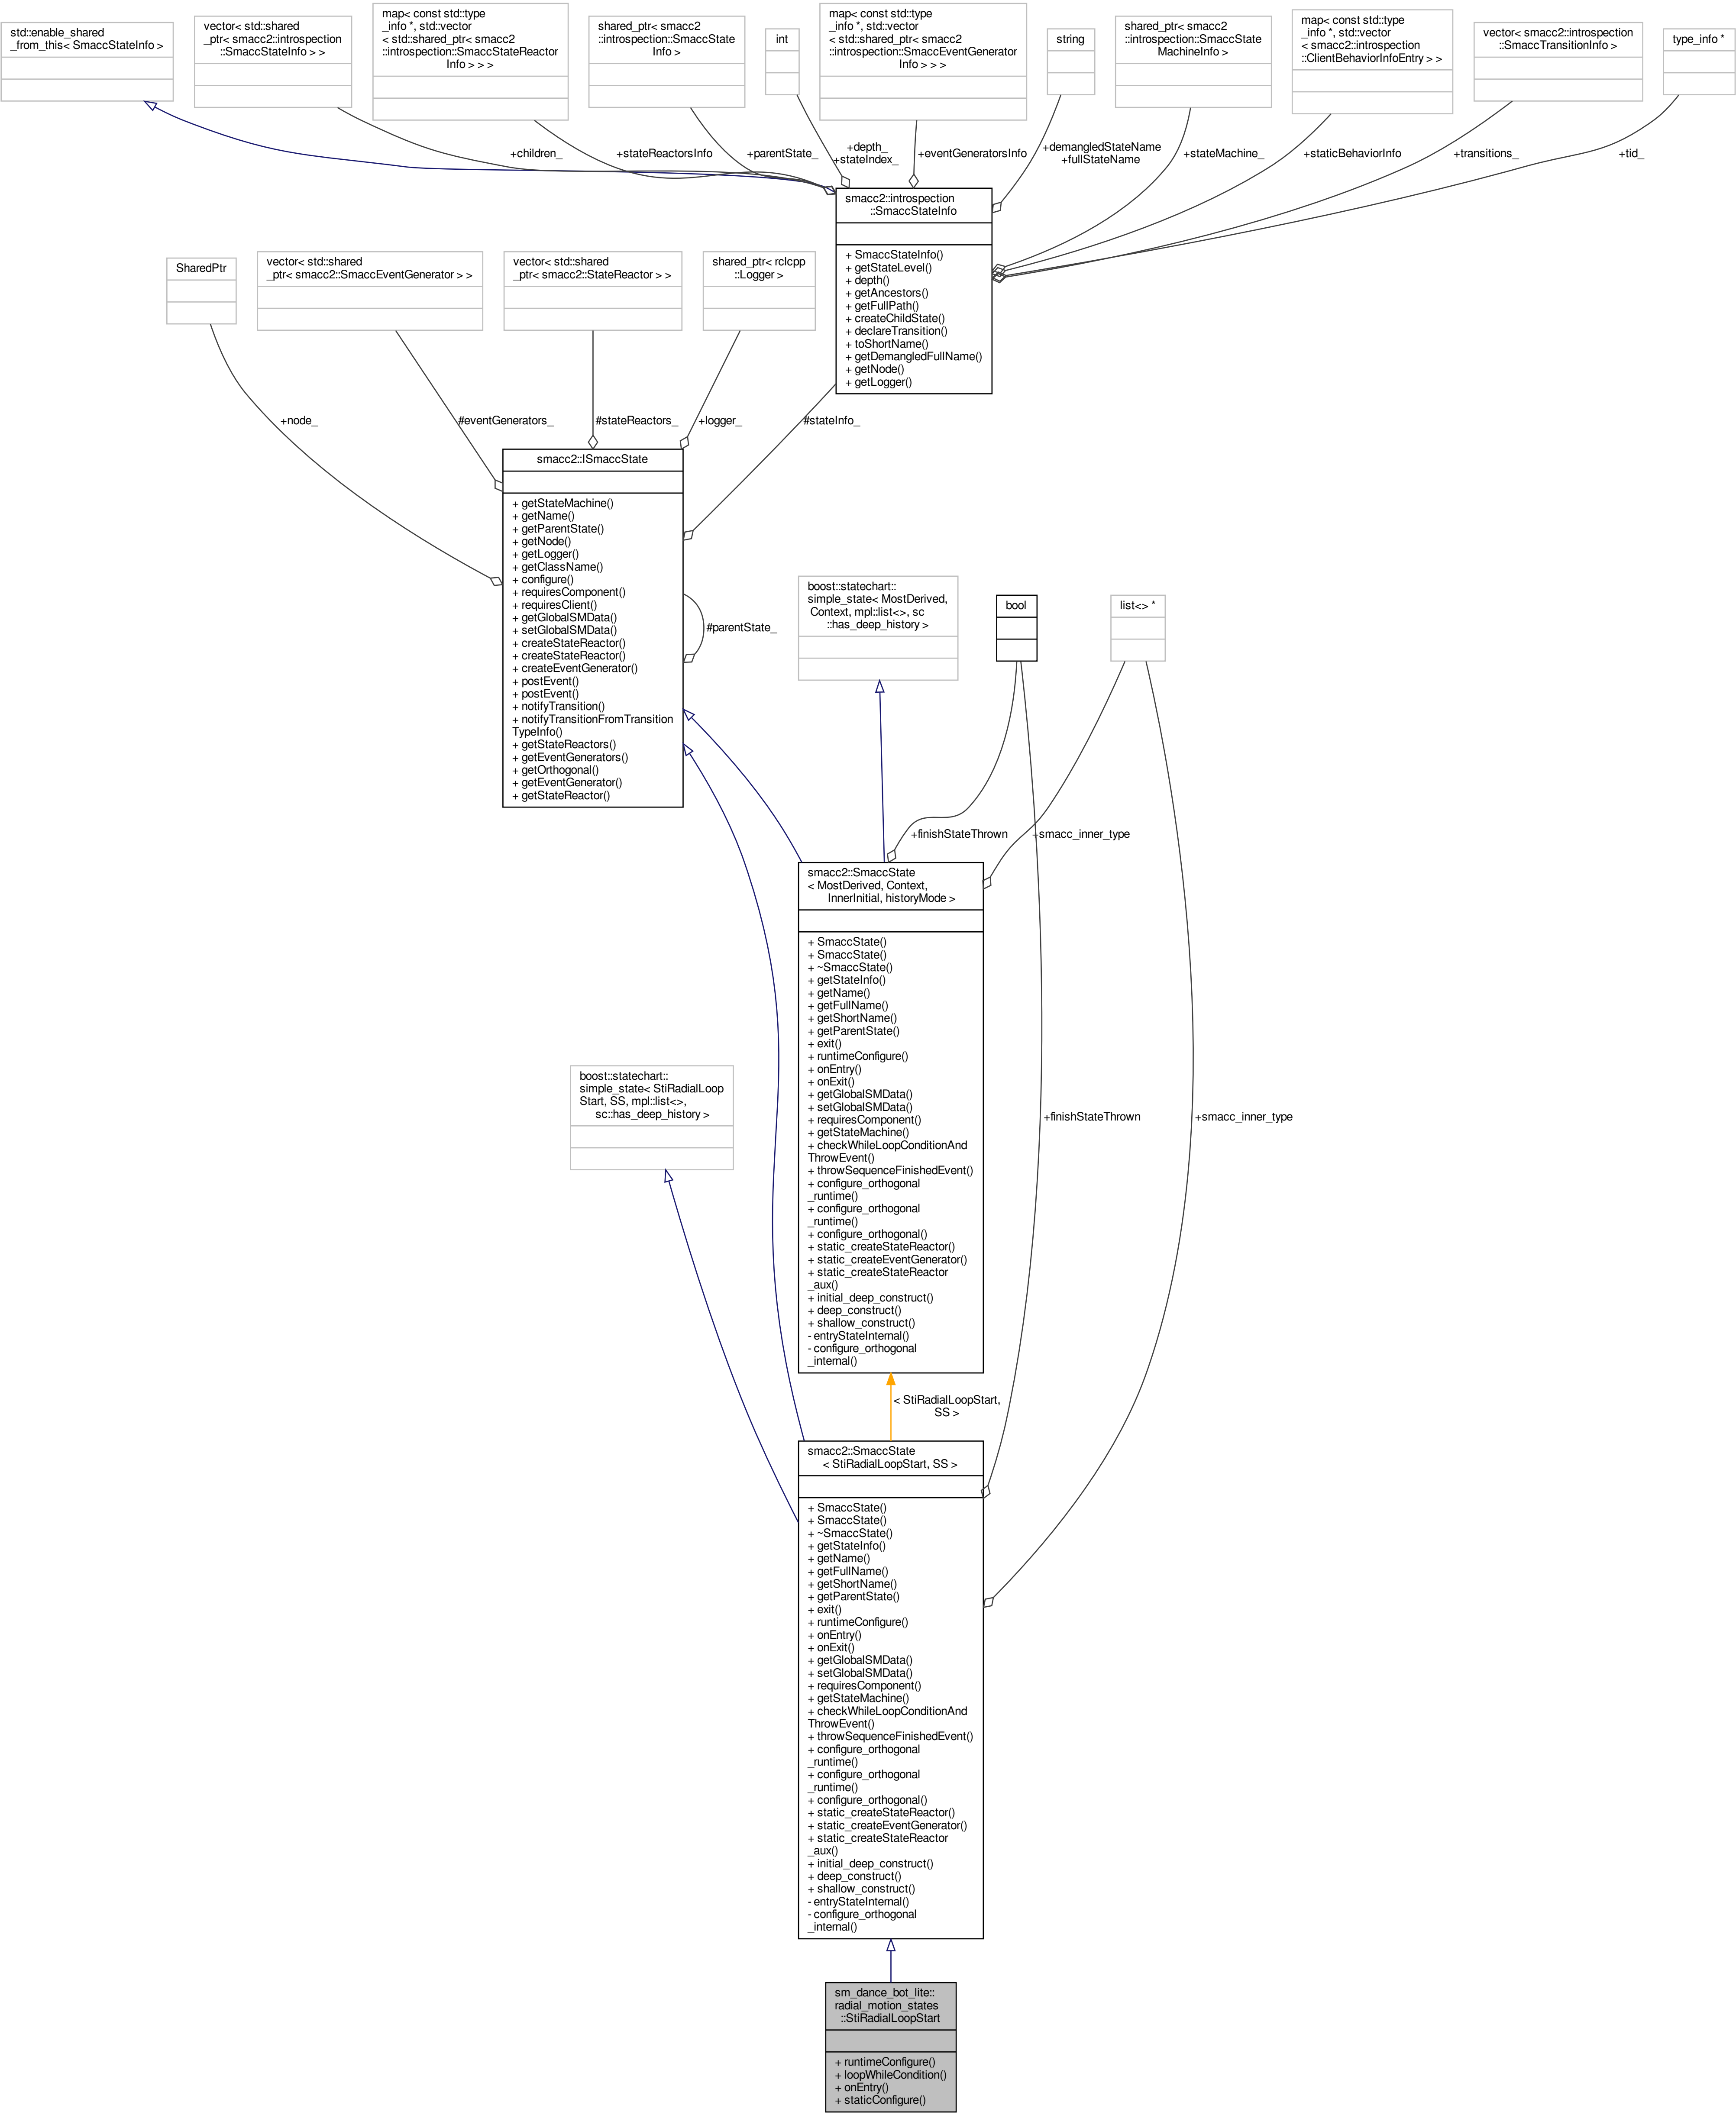 std::enable_shared
_from_this< SmaccStateInfo >
vector< std::shared
_ptr< smacc2::introspection
::SmaccStateInfo > >
map< const std::type
_info *, std::vector
< std::shared_ptr< smacc2
::introspection::SmaccStateReactor
Info > > >
shared_ptr< smacc2
::introspection::SmaccState
Info >
int
map< const std::type
_info *, std::vector
< std::shared_ptr< smacc2
::introspection::SmaccEventGenerator
Info > > >
string
shared_ptr< smacc2
::introspection::SmaccState
MachineInfo >
map< const std::type
_info *, std::vector
< smacc2::introspection
::ClientBehaviorInfoEntry > >
vector< smacc2::introspection
::SmaccTransitionInfo >
type_info *
+children_
+stateReactorsInfo
+parentState_
+depth_
+stateIndex_
+eventGeneratorsInfo
+demangledStateName
+fullStateName
+stateMachine_
+staticBehaviorInfo
+transitions_
+tid_
smacc2::introspection
::SmaccStateInfo
+ SmaccStateInfo()
+ getStateLevel()
+ depth()
+ getAncestors()
+ getFullPath()
+ createChildState()
+ declareTransition()
+ toShortName()
+ getDemangledFullName()
+ getNode()
+ getLogger()
SharedPtr
vector< std::shared
_ptr< smacc2::SmaccEventGenerator > >
vector< std::shared
_ptr< smacc2::StateReactor > >
shared_ptr< rclcpp
::Logger >
+node_
#eventGenerators_
#stateReactors_
+logger_
#stateInfo_
smacc2::ISmaccState
+ getStateMachine()
+ getName()
+ getParentState()
+ getNode()
+ getLogger()
+ getClassName()
+ configure()
+ requiresComponent()
+ requiresClient()
+ getGlobalSMData()
+ setGlobalSMData()
+ createStateReactor()
+ createStateReactor()
+ createEventGenerator()
+ postEvent()
+ postEvent()
+ notifyTransition()
+ notifyTransitionFromTransition
TypeInfo()
+ getStateReactors()
+ getEventGenerators()
+ getOrthogonal()
+ getEventGenerator()
+ getStateReactor()
#parentState_
boost::statechart::
simple_state< MostDerived,
Context, mpl::list<>, sc
::has_deep_history >
bool
list<> *
+finishStateThrown
+smacc_inner_type
smacc2::SmaccState
< MostDerived, Context,
InnerInitial, historyMode >
+ SmaccState()
+ SmaccState()
+ ~SmaccState()
+ getStateInfo()
+ getName()
+ getFullName()
+ getShortName()
+ getParentState()
+ exit()
+ runtimeConfigure()
+ onEntry()
+ onExit()
+ getGlobalSMData()
+ setGlobalSMData()
+ requiresComponent()
+ getStateMachine()
+ checkWhileLoopConditionAnd
ThrowEvent()
+ throwSequenceFinishedEvent()
+ configure_orthogonal
_runtime()
+ configure_orthogonal
_runtime()
+ configure_orthogonal()
+ static_createStateReactor()
+ static_createEventGenerator()
+ static_createStateReactor
_aux()
+ initial_deep_construct()
+ deep_construct()
+ shallow_construct()
- entryStateInternal()
- configure_orthogonal
_internal()
boost::statechart::
simple_state< StiRadialLoop
Start, SS, mpl::list<>,
sc::has_deep_history >
+finishStateThrown
+smacc_inner_type
< StiRadialLoopStart,
SS >
smacc2::SmaccState
< StiRadialLoopStart, SS >
+ SmaccState()
+ SmaccState()
+ ~SmaccState()
+ getStateInfo()
+ getName()
+ getFullName()
+ getShortName()
+ getParentState()
+ exit()
+ runtimeConfigure()
+ onEntry()
+ onExit()
+ getGlobalSMData()
+ setGlobalSMData()
+ requiresComponent()
+ getStateMachine()
+ checkWhileLoopConditionAnd
ThrowEvent()
+ throwSequenceFinishedEvent()
+ configure_orthogonal
_runtime()
+ configure_orthogonal
_runtime()
+ configure_orthogonal()
+ static_createStateReactor()
+ static_createEventGenerator()
+ static_createStateReactor
_aux()
+ initial_deep_construct()
+ deep_construct()
+ shallow_construct()
- entryStateInternal()
- configure_orthogonal
_internal()
sm_dance_bot_lite::
radial_motion_states
::StiRadialLoopStart
+ runtimeConfigure()
+ loopWhileCondition()
+ onEntry()
+ staticConfigure()